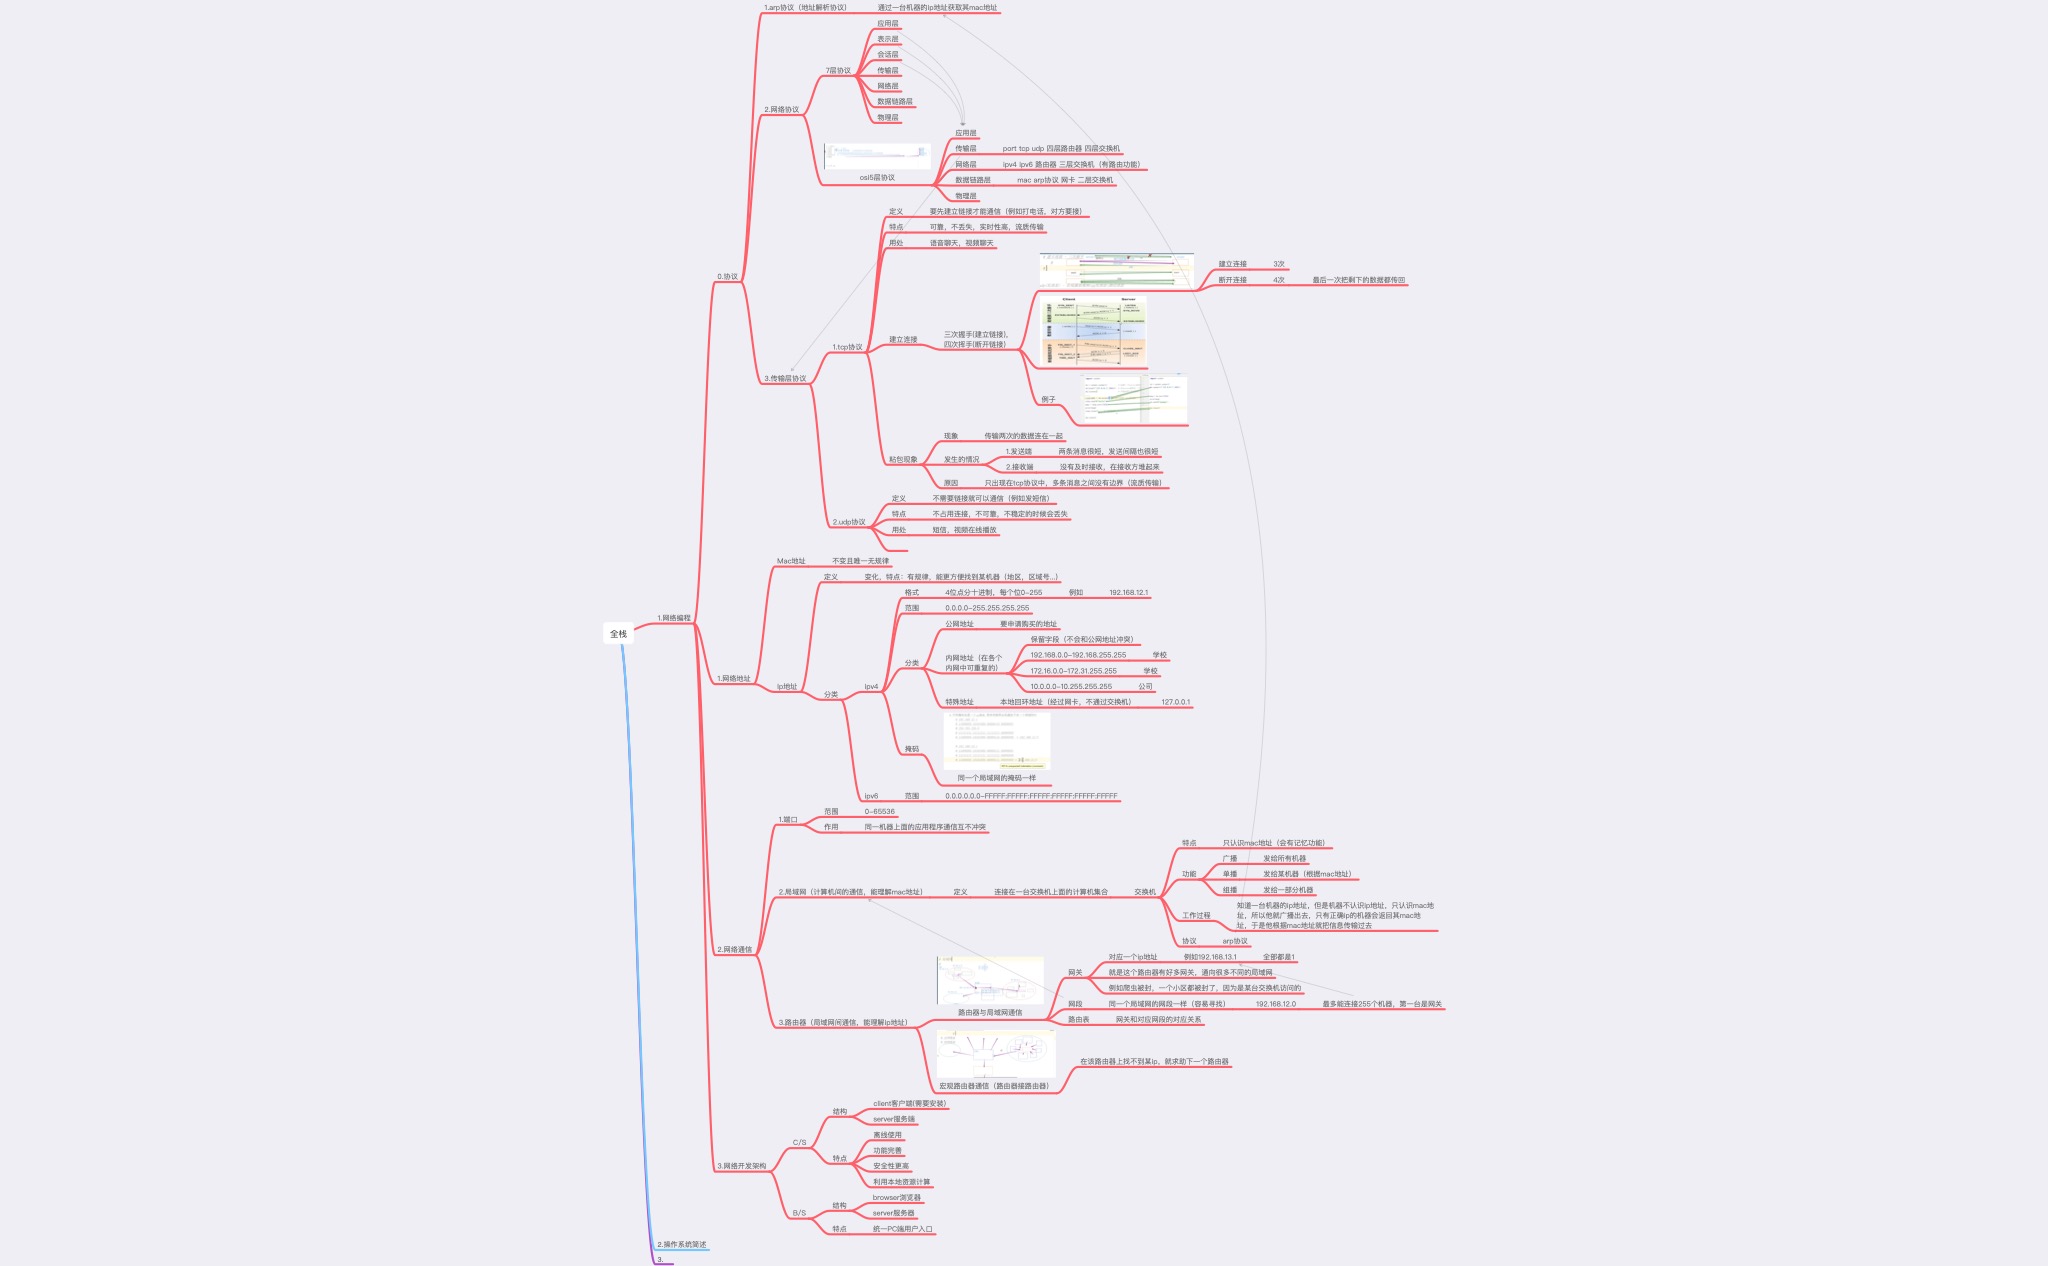 1.arp协议（地址解析协议）
通过一台机器的ip地址获取其mac地址
应用层
表示层
会话层
7层协议
传输层
网络层
数据链路层
2.网络协议
物理层
应用层
传输层
port tcp udp 四层路由器 四层交换机
网络层
ipv4 ipv6 路由器 三层交换机（有路由功能）
osi5层协议
数据链路层
mac arp协议 网卡 二层交换机
物理层
0.协议
定义
要先建立链接才能通信（例如打电话，对方要接）
特点
可靠，不丢失，实时性高，流质传输
用处
语音聊天，视频聊天
建立连接
3次
断开连接
4次
最后一次把剩下的数据都传回
Client
Server
1.tcp协议
建立连接
三次握手(建立链接),
四次挥手(断开链接)
3.传输层协议
例子
现象
传输两次的数据连在一起
粘包现象
发生的情况
1.发送端
两条消息很短，发送间隔也很短
2.接收端
没有及时接收，在接收方堆起来
原因
只出现在tcp协议中，多条消息之间没有边界（流质传输）
定义
不需要链接就可以通信（例如发短信）
2.udp协议
特点
不占用连接，不可靠，不稳定的时候会丢失
用处
短信，视频在线播放
Mac地址
不变且唯一无规律
定义
变化，特点：有规律，能更方便找到某机器（地区，区域号...）
格式
4位点分十进制，每个位0-255
例如
192.168.12.1
范围
0.0.0.0-255.255.255.255
全栈
1.网络编程
公网地址
要申请购买的地址
保留字段（不会和公网地址冲突）
分类
内网地址（在各个
内网中可重复的）
192.168.0.0-192.168.255.255
学校
172.16.0.0-172.31.255.255
学校
10.0.0.0-10.255.255.255
公司
1.网络地址
ip地址
分类
ipv4
特殊地址
本地回环地址（经过网卡，不通过交换机）
127.0.0.1
掩码
同一个局域网的掩码一样
ipv6
范围
0.0.0.0.0.0-FFFFF:FFFFF:FFFFF:FFFFF:FFFFF:FFFFF
1.端口
范围
0-65536
作用
同一机器上面的应用程序通信互不冲突
特点
只认识mac地址（会有记忆功能）
功能
广播
发给所有机器
单播
发给某机器（根据mac地址）
组播
发给一部分机器
2.局域网（计算机间的通信，能理解mac地址）
定义
连接在一台交换机上面的计算机集合
交换机
工作过程
知道一台机器的ip地址，但是机器不认识ip地址，只认识mac地
址，所以他就广播出去，只有正确ip的机器会返回其mac地
址，于是他根据mac地址就把信息传输过去
协议
arp协议
2.网络通信
网关
对应一个ip地址
例如192.168.13.1
全部都是1
就是这个路由器有好多网关，通向很多不同的局域网
例如爬虫被封，一个小区都被封了，因为是某台交换机访问的
网段
同一个局域网的网段一样（容易寻找）
192.168.12.0
最多能连接255个机器，第一台是网关
路由器与局域网通信
路由表
网关和对应网段的对应关系
3.路由器（局域网间通信，能理解ip地址）
宏观路由器通信（路由器接路由器）
在该路由器上找不到某ip，就求助下一个路由器
结构
client客户端(需要安装)
server服务端
C/S
特点
离线使用
功能完善
安全性更高
利用本地资源计算
3.网络开发架构
结构
browser浏览器
server服务器
B/S
特点
统一PC端用户入口
2.操作系统简述
3.